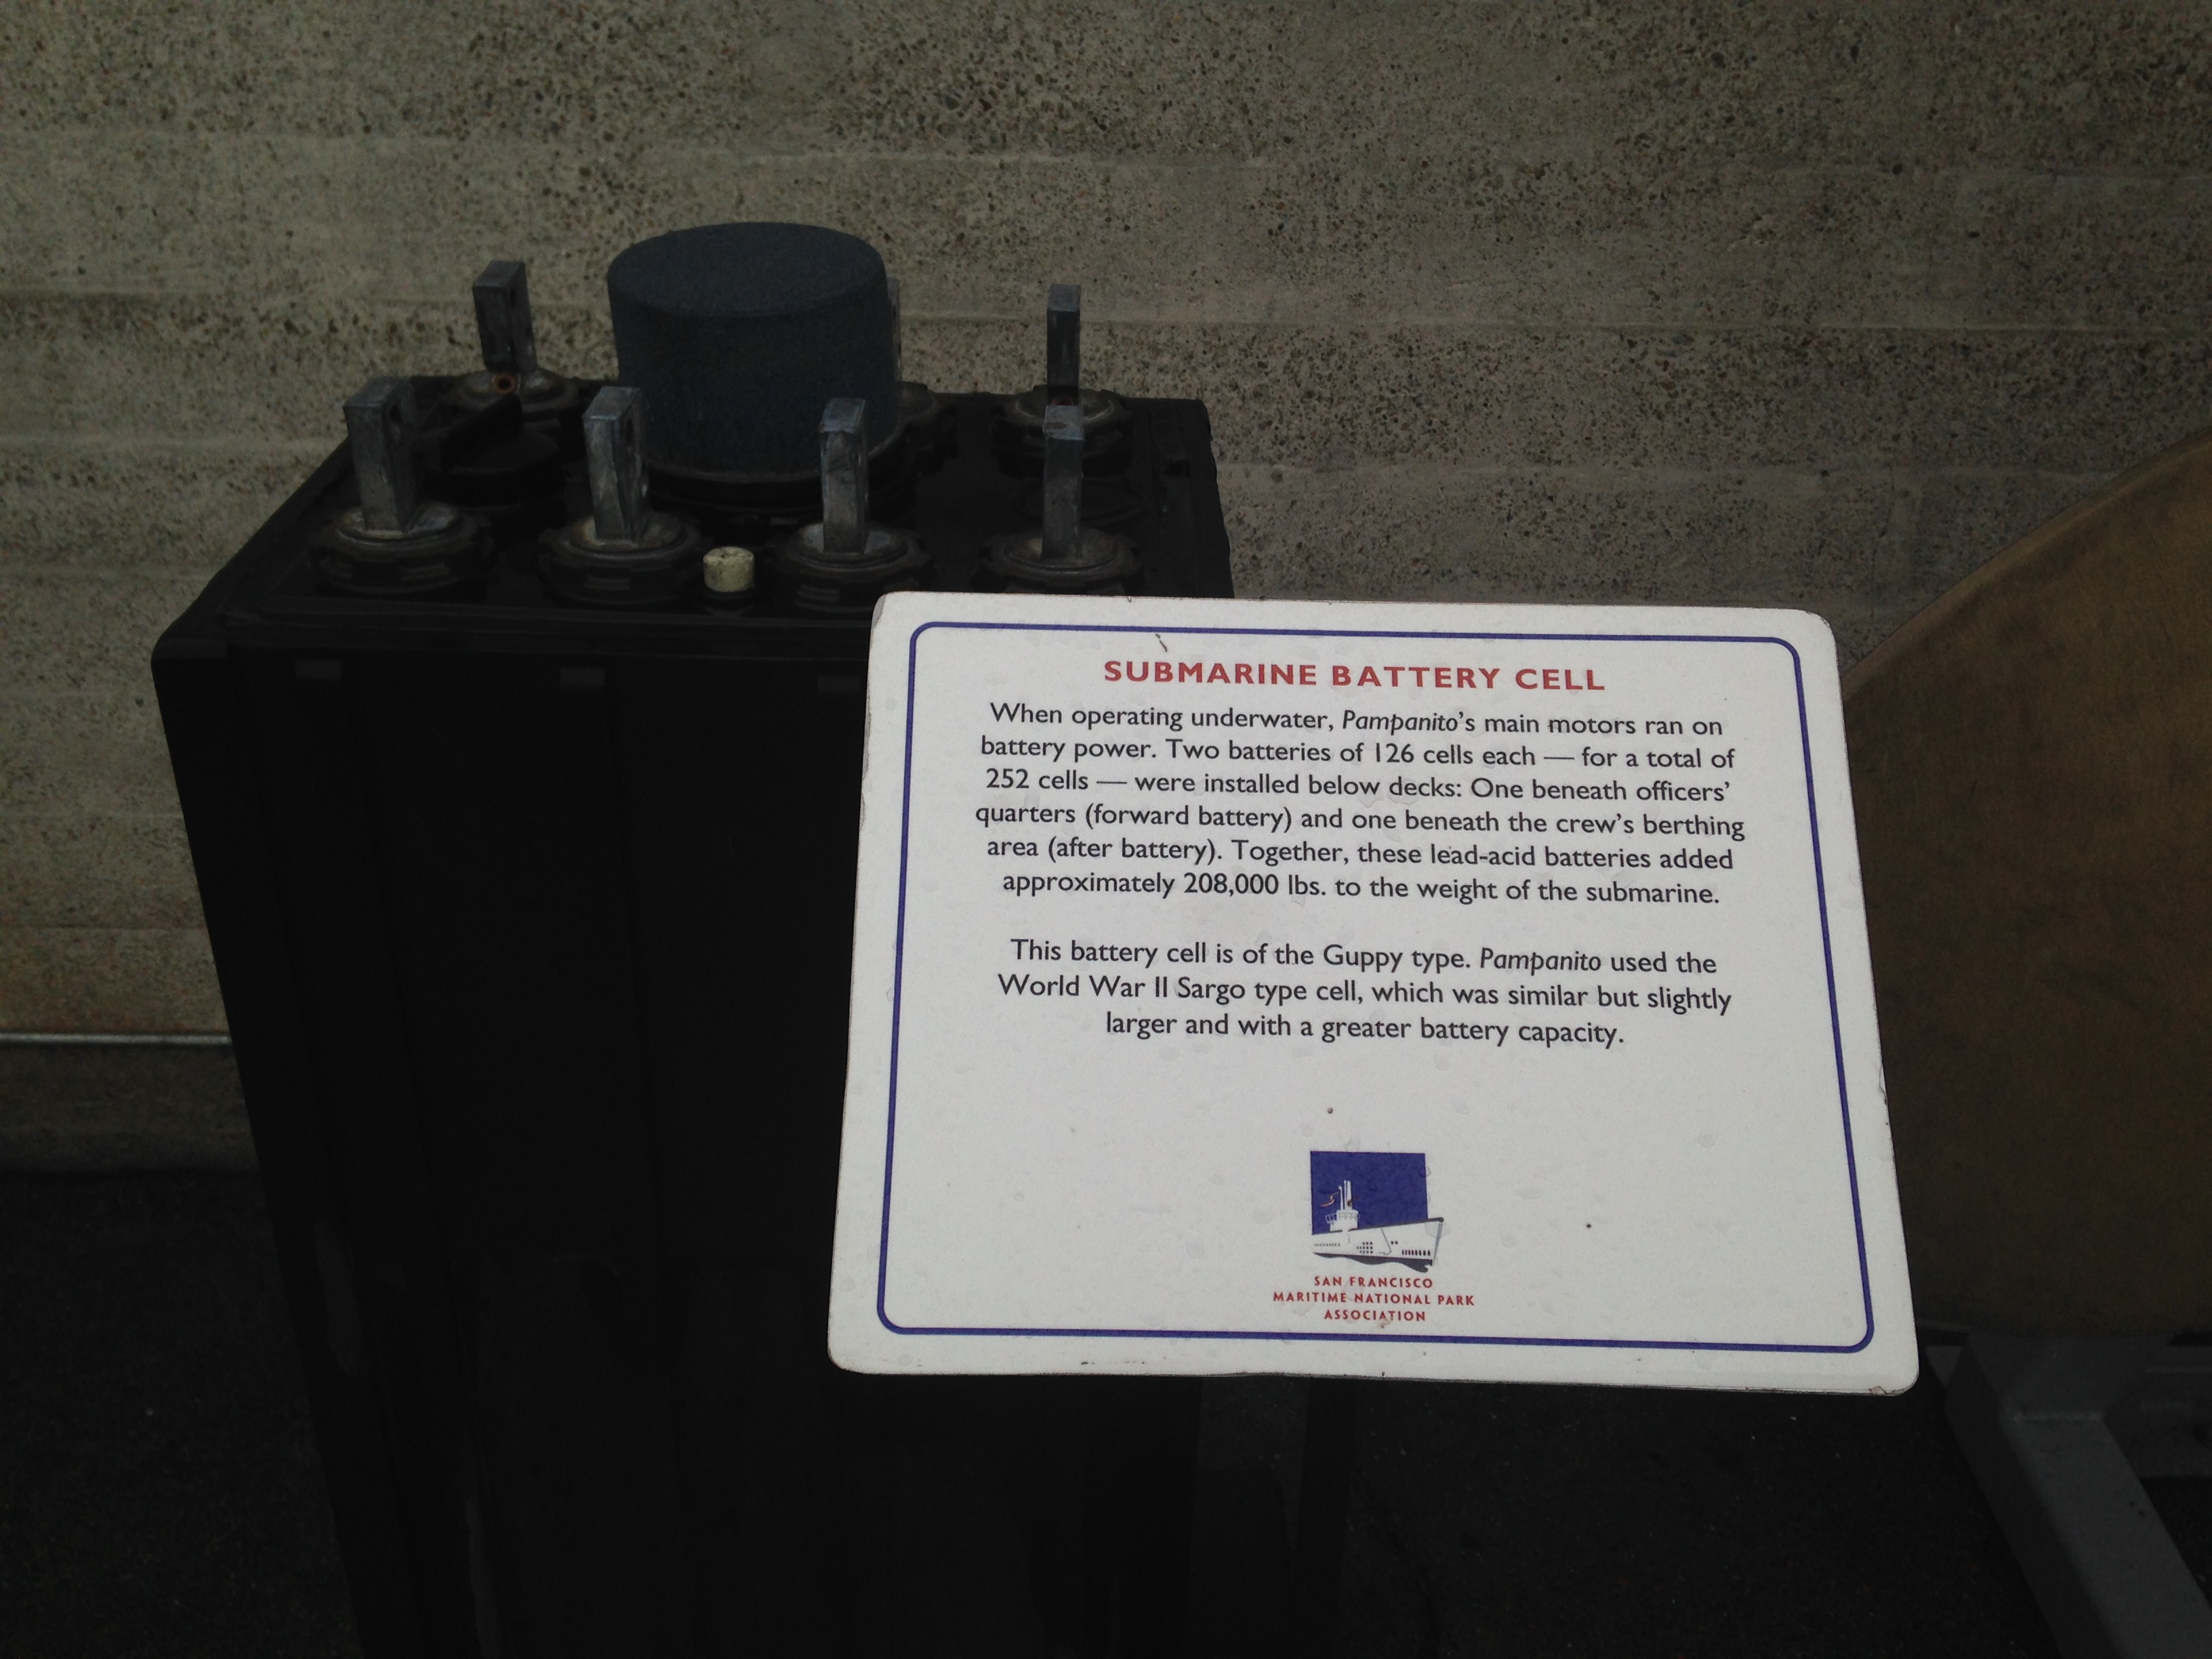 SUBMARINE BATTERY CELL
When operating underwater, Pampanito's main motors ran on
battery power. Two batteries of 126 cells each — for a total of
252 cells — were installed below decks: One beneath officers'
quarters (forward battery) and one beneath the crew's berthing
area (after battery). Together, these lead-acid batteries added
approximately 208,000 lbs. to the weight of the submarine.
This battery cell is of the Guppy type. Pampanito used the
World War II Sargo type cell, which was similar but slightly
larger and with a greater battery capacity.
SAN FRANCISCO
MARITIME NATIONAL PARK
ASSOCIATION